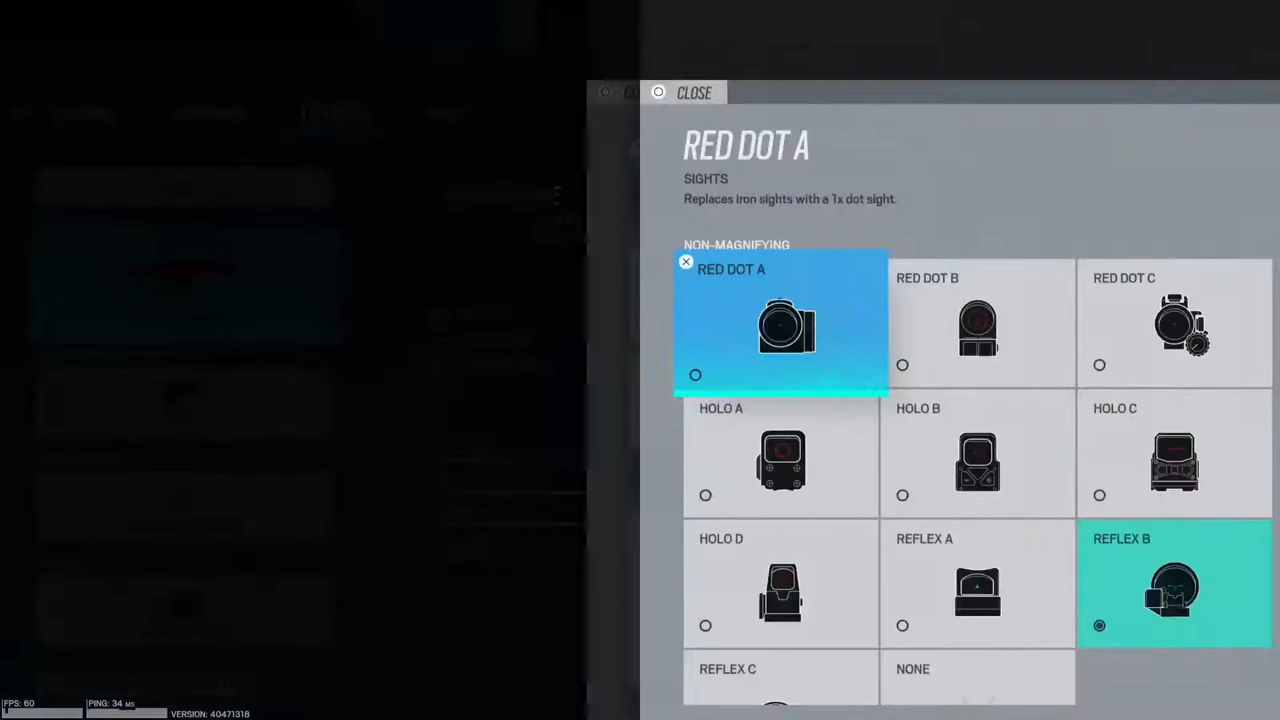 CLOSE
RED DOT A
SIGHTS
Replaces iron sights with a 1x dot sight.
NON-MAGNIFYING
RED DOT A
RED DOT B
RED DOT C
HOLO A
HOLO B
HOLO C
HOLO D
REFLEX A
REFLEX B
REFLEX C
NONE
FPS: 60
PING: 34 MS
VERSION: 40471318